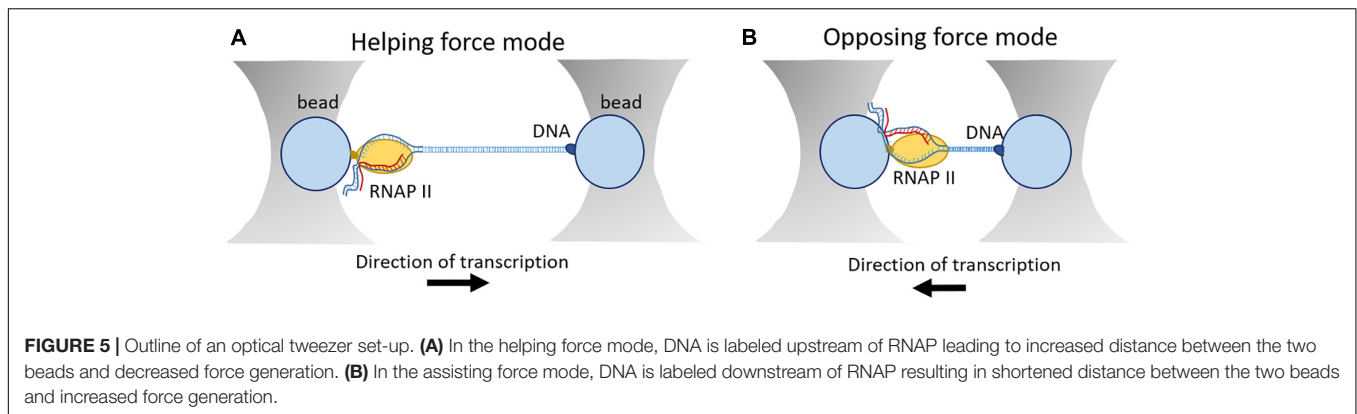 A Helping force mode
B Opposing force mode
bead
bead
DNA
RNAP II
DNA
RNAP II
Direction of transcription
Direction of transcription
FIGURE 5 | Outline of an optical tweezer set-up. (A) In the helping force mode, DNA is labeled upstream of RNAP leading to increased distance between the two
beads and decreased force generation. (B) In the assisting force mode, DNA is labeled downstream of RNAP resulting in shortened distance between the two beads
and increased force generation.